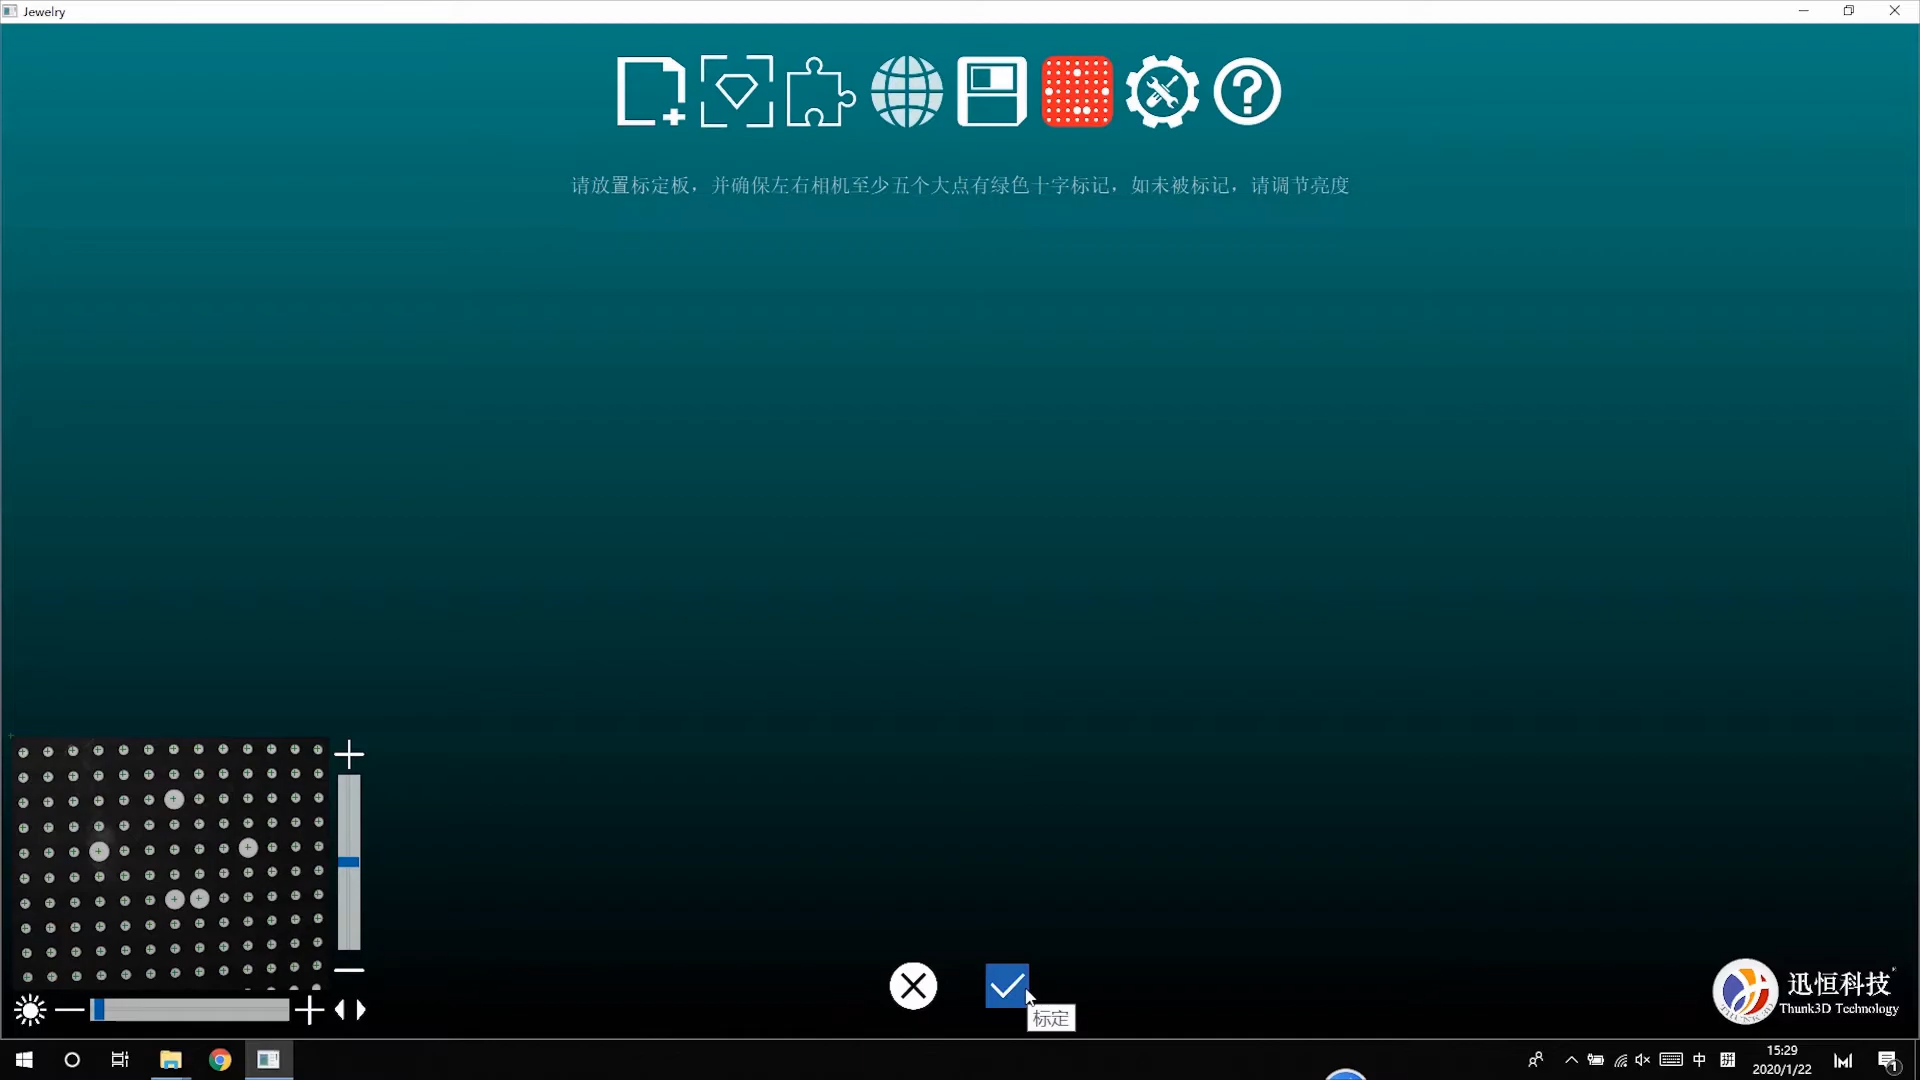 Jewelry
请放置标定板，并确保左右相机至少五个大点有绿色十字标记，如未被标记，请调节亮度
标定
迅恒科技
Thunk3D Technology
中
拼
15:29
2020/1/22
1